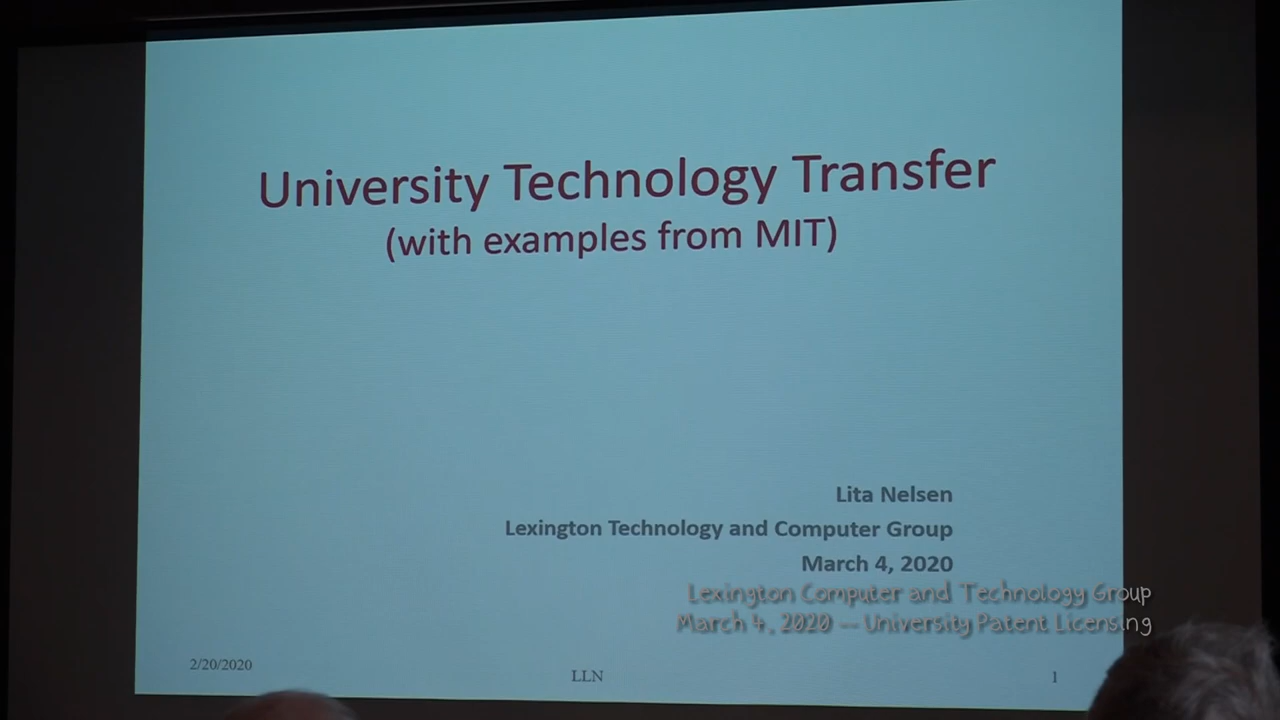 University Technology Transfer
(with examples from MIT)
Lita Nelsen
Lexington Technology and Computer Group
March 4, 2020
Lexington Computer and Technology Group
March 4, 2020 -- University Patent Licensing
2/20/2020
LLN
1